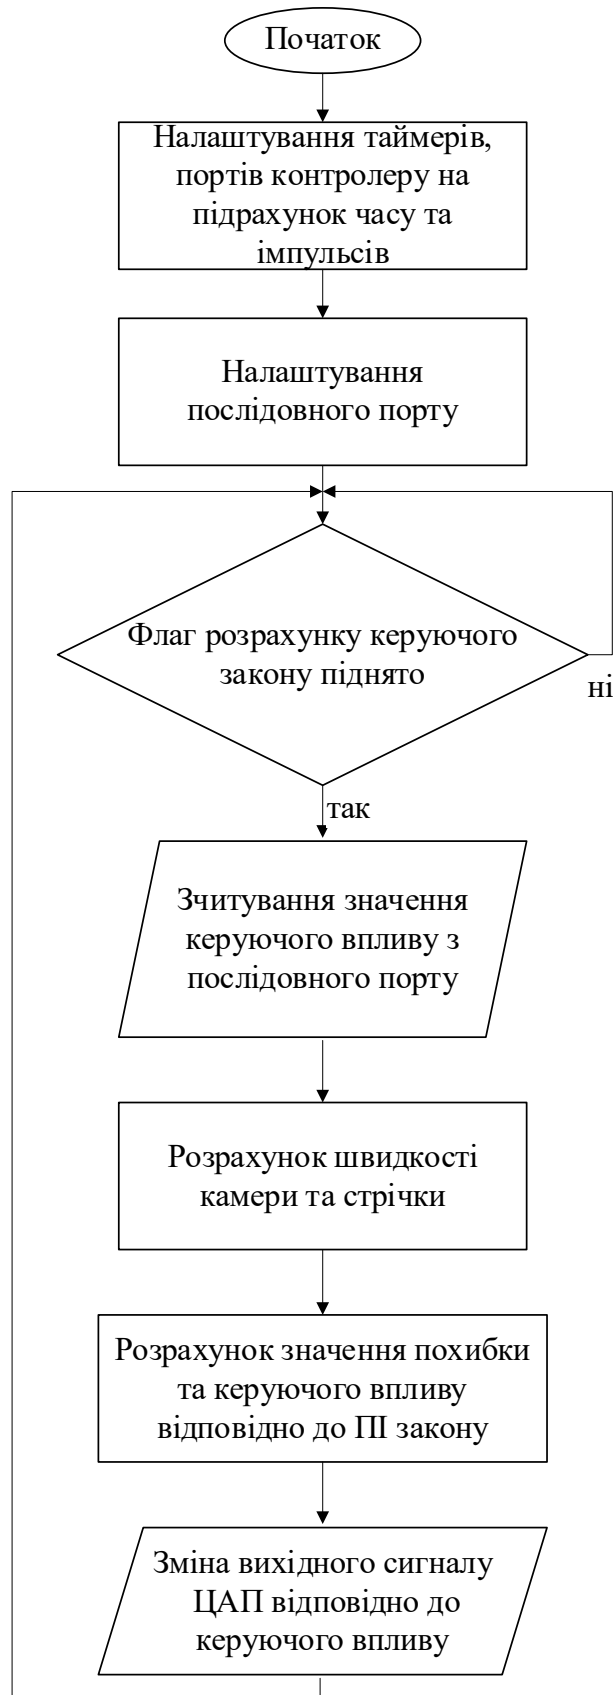 Початок
Налаштування таймерів,
портів контролеру на
підрахунок часу та
імпульсів
Налаштування
послідовного порту
Флаг розрахунку керуючого
закону піднято
ні
так
Зчитування значення
керуючого впливу з
послідовного порту
Розрахунок швидкості
камери та стрічки
Розрахунок значення похибки
та керуючого впливу
відповідно до ПІ закону
Зміна вихідного сигналу
ЦАП відповідно до
керуючого впливу